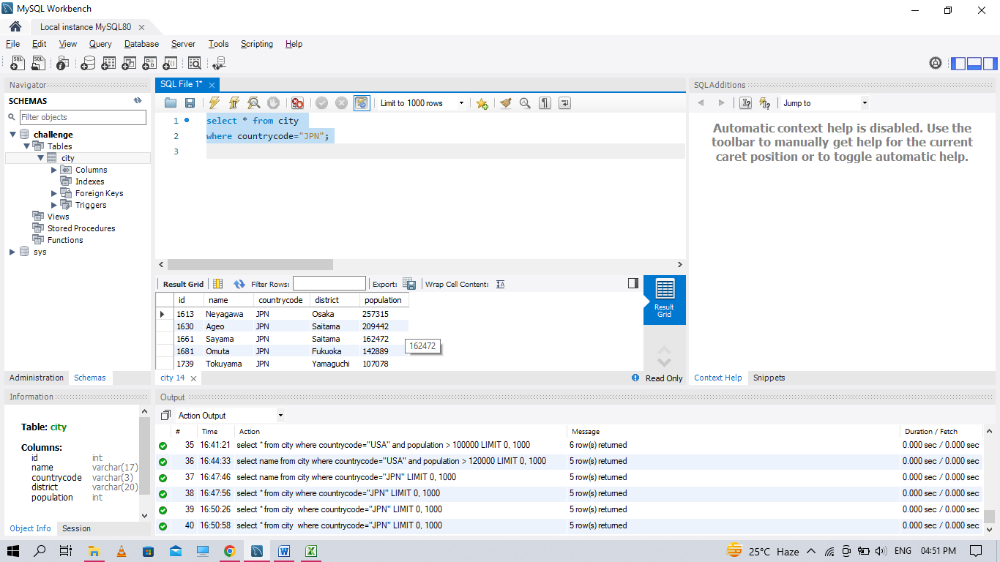 MySQL Workbench
Local instance MySQL80
File Edit View Query Database Server Tools Scripting Help
Navigator
SCHEMAS
Filter objects
challenge
Tables
city
Columns
Indexes
Foreign Keys
Triggers
Views
Stored Procedures
Functions
sys
Administration Schemas
Information
Table: city
Columns:
id int
name varchar(17)
countrycode varchar(3)
district varchar(20)
population int
Object Info Session
SQL File 1*
Limit to 1000 rows
1 select * from city
2 where countrycode="JPN";
3
Result Grid Filter Rows: Export: Wrap Cell Content:
id name countrycode district population
1613 Neyagawa JPN Osaka 257315
1630 Ageo JPN Saitama 209442
1661 Sayama JPN Saitama 162472
1681 Omuta JPN Fukuoka 142889
1739 Tokuyama JPN Yamaguchi 107078
162472
Result
Grid
city 14
Read Only
SQLAdditions
Jump to
Automatic context help is disabled. Use the
toolbar to manually get help for the current
caret position or to toggle automatic help.
Context Help Snippets
Output
Action Output
# Time Action Message Duration / Fetch
35 16:41:21 select * from city where countrycode="USA" and population > 100000 LIMIT 0, 1000 6 row(s) returned 0.000 sec / 0.000 sec
36 16:44:33 select name from city where countrycode="USA" and population > 120000 LIMIT 0, 1000 5 row(s) returned 0.000 sec / 0.000 sec
37 16:47:46 select name from city where countrycode="JPN" LIMIT 0, 1000 5 row(s) returned 0.000 sec / 0.000 sec
38 16:47:56 select * from city where countrycode="JPN" LIMIT 0, 1000 5 row(s) returned 0.000 sec / 0.000 sec
39 16:50:26 select * from city where countrycode="JPN" LIMIT 0, 1000 5 row(s) returned 0.000 sec / 0.000 sec
40 16:50:58 select * from city where countrycode="JPN" LIMIT 0, 1000 5 row(s) returned 0.000 sec / 0.000 sec
25°C Haze ENG 04:51 PM